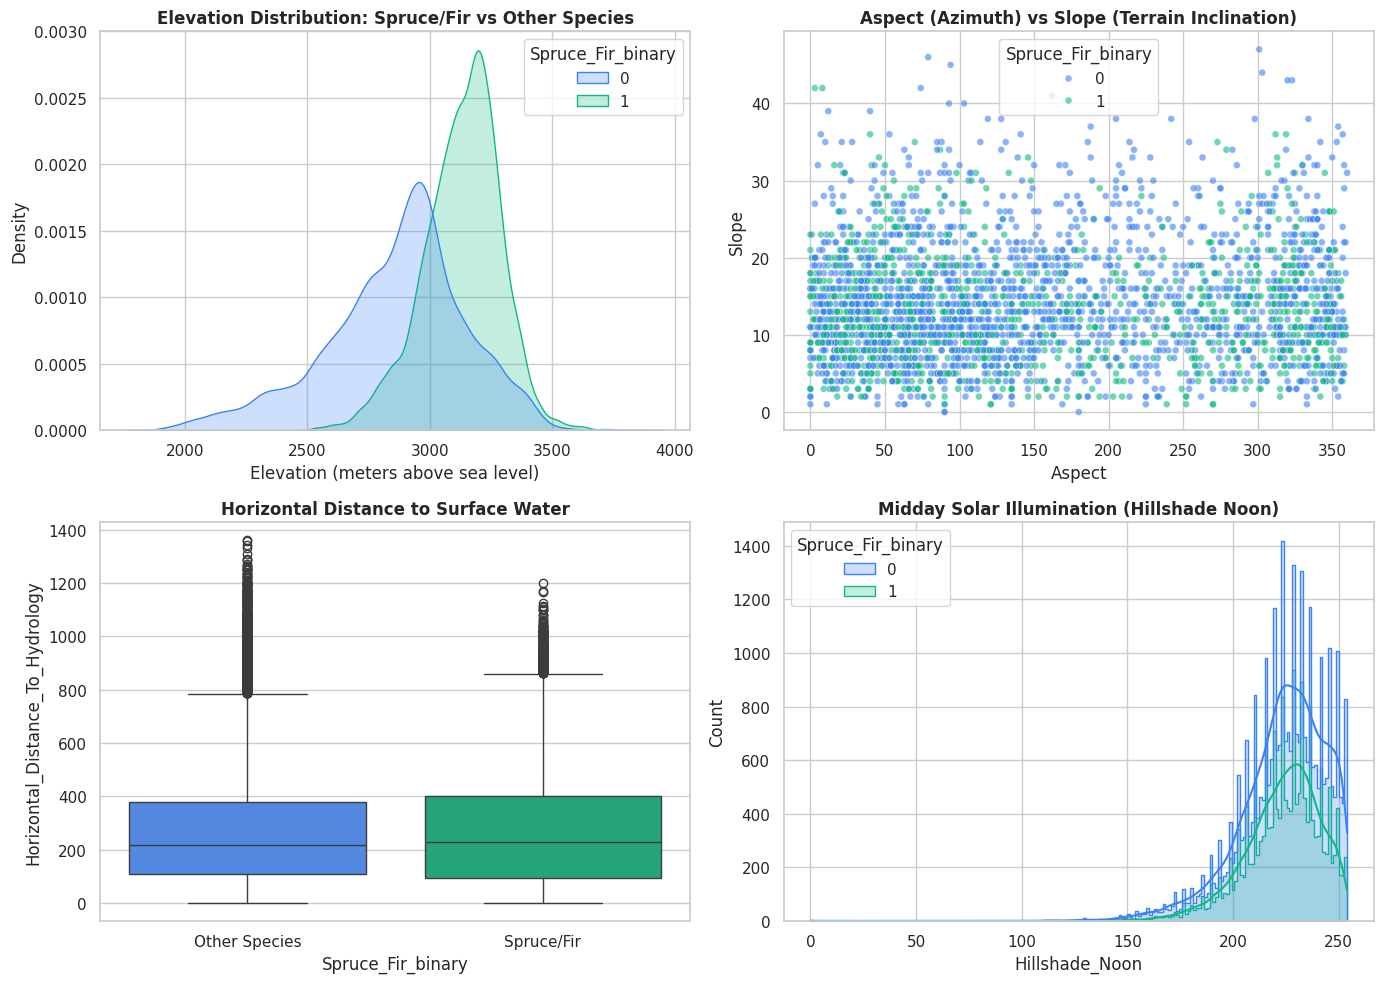 Elevation Distribution: Spruce/Fir vs Other Species
Density
0.0030
0.0025
0.0020
0.0015
0.0010
0.0005
0.0000
Spruce_Fir_binary
0
1
2000 2500 3000 3500 4000
Elevation (meters above sea level)
Aspect (Azimuth) vs Slope (Terrain Inclination)
Slope
40
30
20
10
0
Spruce_Fir_binary
0
1
0 50 100 150 200 250 300 350
Aspect
Horizontal Distance to Surface Water
Horizontal_Distance_To_Hydrology
1400
1200
1000
800
600
400
200
0
Other Species Spruce/Fir
Spruce_Fir_binary
Midday Solar Illumination (Hillshade Noon)
Count
1400
1200
1000
800
600
400
200
0
Spruce_Fir_binary
0
1
0 50 100 150 200 250
Hillshade_Noon